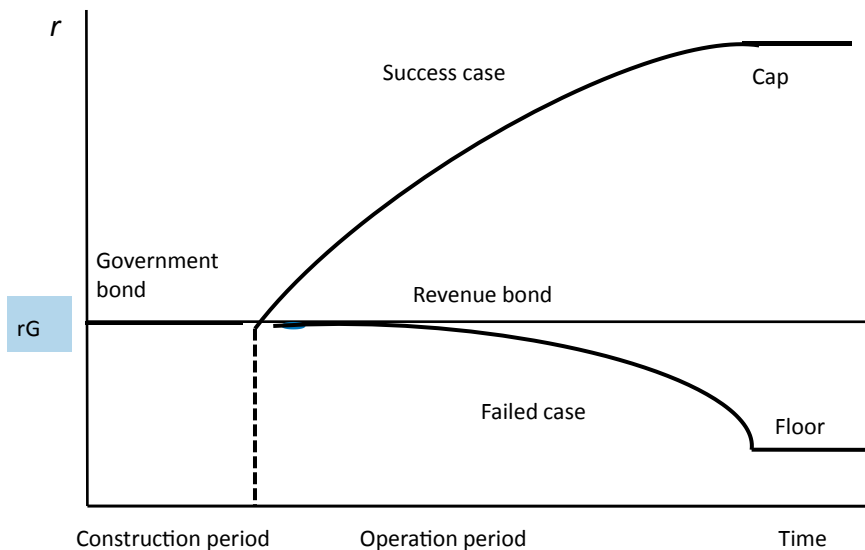 r
Success case
Cap
Government
bond
Revenue bond
rG
Failed case
Floor
Construction period
Operation period
Time